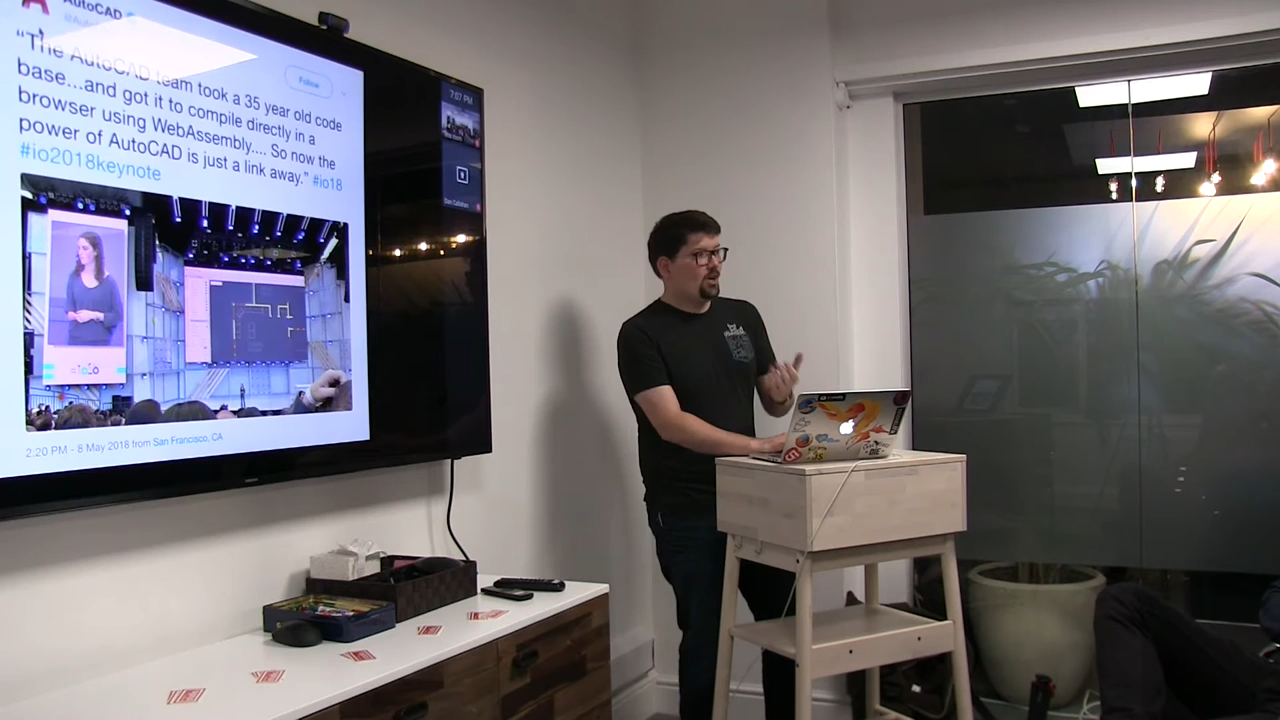 AutoCAD
Follow
“The AutoCAD team took a 35 year old code
base...and got it to compile directly in a
browser using WebAssembly.... So now the
power of AutoCAD is just a link away.” #io18
#io2018keynote
2:20 PM - 8 May 2018 from San Francisco, CA
7:07 PM
DIE